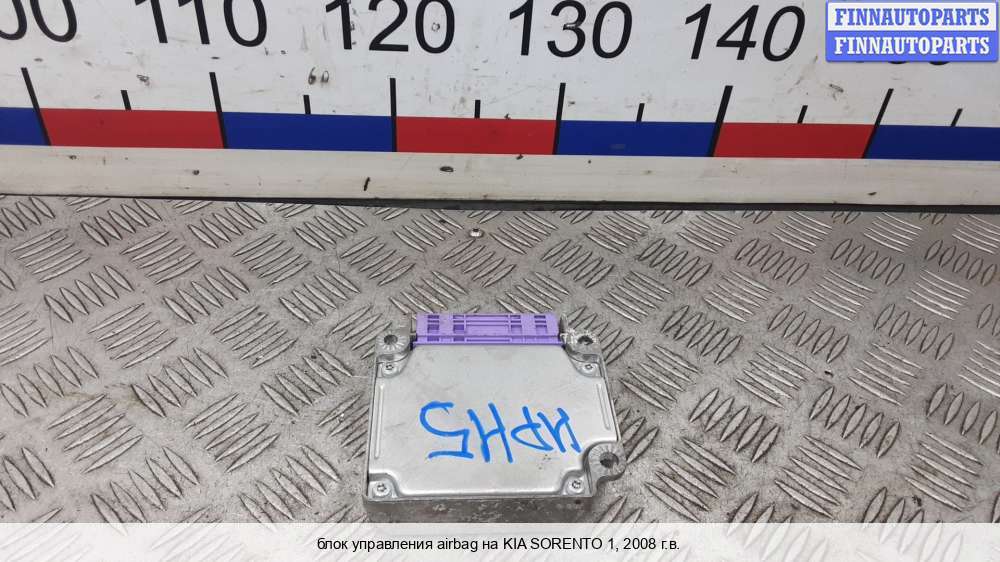 00 110 120 130 140
FINNAUTOPARTS
FINNAUTOPARTS
HPH5
блок управления airbag на KIA SORENTO 1, 2008 г.в.